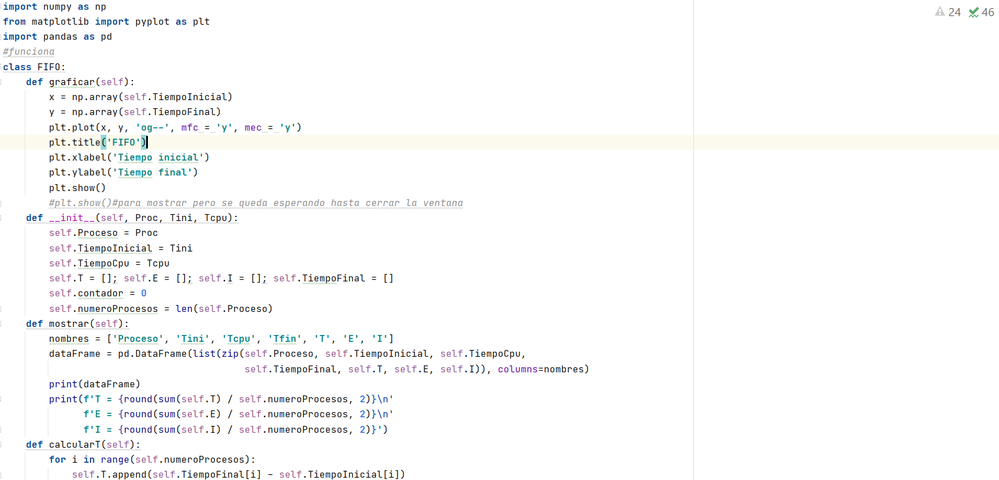 import numpy as np
from matplotlib import pyplot as plt
import pandas as pd
#funciona
class FIFO:
    def graficar(self):
        x = np.array(self.TiempoInicial)
        y = np.array(self.TiempoFinal)
        plt.plot(x, y, 'og--', mfc = 'y', mec = 'y')
        plt.title('FIFO')
        plt.xlabel('Tiempo inicial')
        plt.ylabel('Tiempo final')
        plt.show()
        #plt.show()#para mostrar pero se queda esperando hasta cerrar la ventana
    def __init__(self, Proc, Tini, Tcpu):
        self.Proceso = Proc
        self.TiempoInicial = Tini
        self.TiempoCpu = Tcpu
        self.T = []; self.E = []; self.I = []; self.TiempoFinal = []
        self.contador = 0
        self.numeroProcesos = len(self.Proceso)
    def mostrar(self):
        nombres = ['Proceso', 'Tini', 'Tcpu', 'Tfin', 'T', 'E', 'I']
        dataFrame = pd.DataFrame(list(zip(self.Proceso, self.TiempoInicial, self.TiempoCpu,
                                          self.TiempoFinal, self.T, self.E, self.I)), columns=nombres)
        print(dataFrame)
        print(f'T = {round(sum(self.T) / self.numeroProcesos, 2)}\n'
              f'E = {round(sum(self.E) / self.numeroProcesos, 2)}\n'
              f'I = {round(sum(self.I) / self.numeroProcesos, 2)}')
    def calcularT(self):
        for i in range(self.numeroProcesos):
            self.T.append(self.TiempoFinal[i] - self.TiempoInicial[i])
24 46